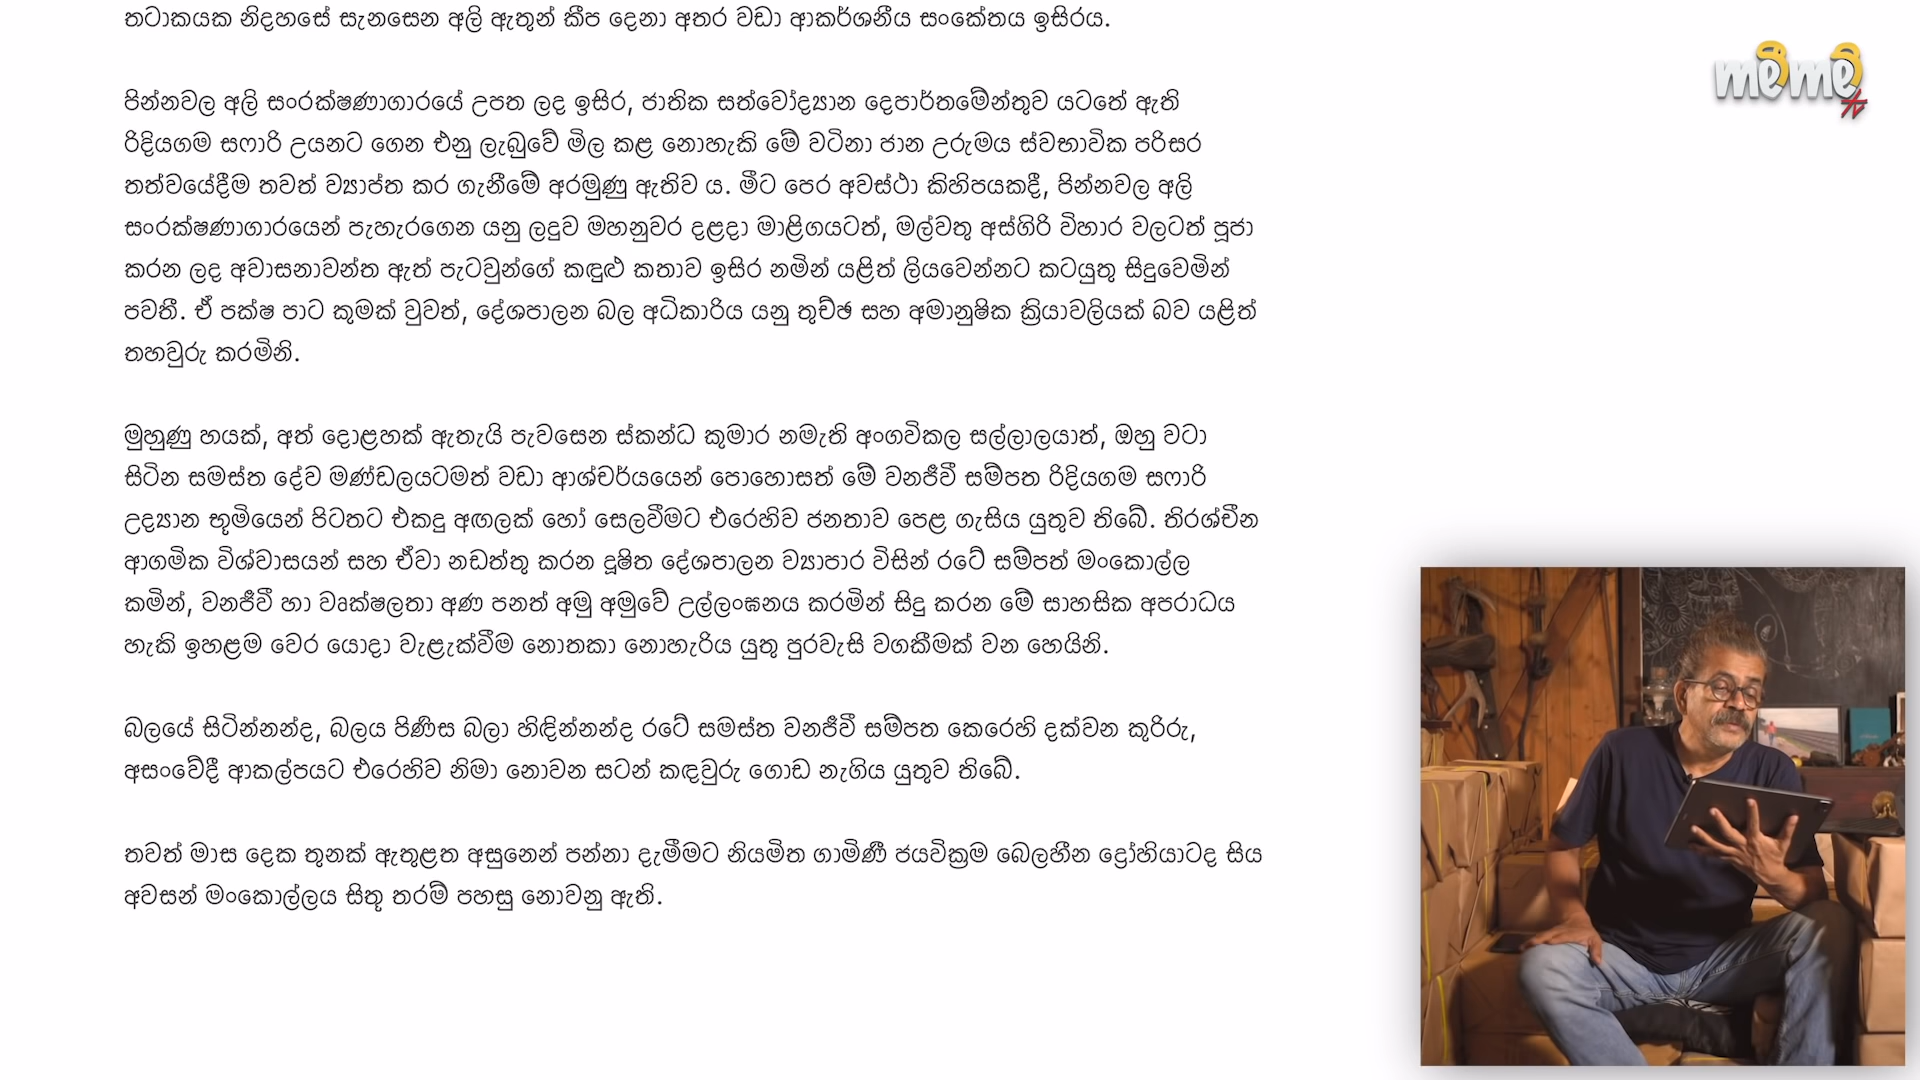 තටාකයක නිදහසේ සැනසෙන අලි ඇතුන් කීප දෙනා අතර වඩා ආකර්ශනීය සංකේතය ඉසිරය.
පින්නවල අලි සංරක්ෂණාගාරයේ උපත ලද ඉසිර, ජාතික සත්වෝද්‍යාන දෙපාර්තමේන්තුව යටතේ ඇති
රිදියගම සෆාරි උයනට ගෙන එනු ලැබුවේ මිල කළ නොහැකි මේ වටිනා ජාන උරුමය ස්වභාවික පරිසර
තත්වයේදීම තවත් ව්‍යාප්ත කර ගැනීමේ අරමුණු ඇතිව ය. මීට පෙර අවස්ථා කිහිපයකදී, පින්නවල අලි
සංරක්ෂණාගාරයෙන් පැහැරගෙන යනු ලදුව මහනුවර දළදා මාළිගයටත්, මල්වතු අස්ගිරි විහාර වලටත් පූජා
කරන ලද අවාසනාවන්ත ඇත් පැටවුන්ගේ කඳුළු කතාව ඉසිර නමින් යළිත් ලියවෙන්නට කටයුතු සිදුවෙමින්
පවතී. ඒ පක්ෂ පාට කුමක් වුවත්, දේශපාලන බල අධිකාරිය යනු තුච්ඡ සහ අමානුෂික ක්‍රියාවලියක් බව යළිත්
තහවුරු කරමිනි.
මුහුණු හයක්, අත් දොළහක් ඇතැයි පැවසෙන ස්කන්ධ කුමාර නමැති අංගවිකල සල්ලාලයාත්, ඔහු වටා
සිටින සමස්ත දේව මණ්ඩලයටමත් වඩා ආශ්චර්යයෙන් පොහොසත් මේ වනජීවී සම්පත රිදියගම සෆාරි
උද්‍යාන භූමියෙන් පිටතට එකදු අඟලක් හෝ සෙලවීමට එරෙහිව ජනතාව පෙළ ගැසිය යුතුව තිබේ. තිරශ්චීන
ආගමික විශ්වාසයන් සහ ඒවා නඩත්තු කරන දූෂිත දේශපාලන ව්‍යාපාර විසින් රටේ සම්පත් මංකොල්ල
කමින්, වනජීවී හා වෘක්ෂලතා අණ පනත් අමු අමුවේ උල්ලංඝනය කරමින් සිදු කරන මේ සාහසික අපරාධය
හැකි ඉහළම වෙර යොදා වැළැක්වීම නොතකා නොහැරිය යුතු පුරවැසි වගකීමක් වන හෙයිනි.
බලයේ සිටින්නන්ද, බලය පිණිස බලා හිඳින්නන්ද රටේ සමස්ත වනජීවී සම්පත කෙරෙහි දක්වන කුරිරු,
අසංවේදී ආකල්පයට එරෙහිව නිමා නොවන සටන් කඳවුරු ගොඩ නැගිය යුතුව තිබේ.
තවත් මාස දෙක තුනක් ඇතුළත අසුනෙන් පන්නා දැමීමට නියමිත ගාමිණී ජයවික්‍රම බෙලහීන ද්‍රෝහියාටද සිය
අවසන් මංකොල්ලය සිතූ තරම් පහසු නොවනු ඇති.